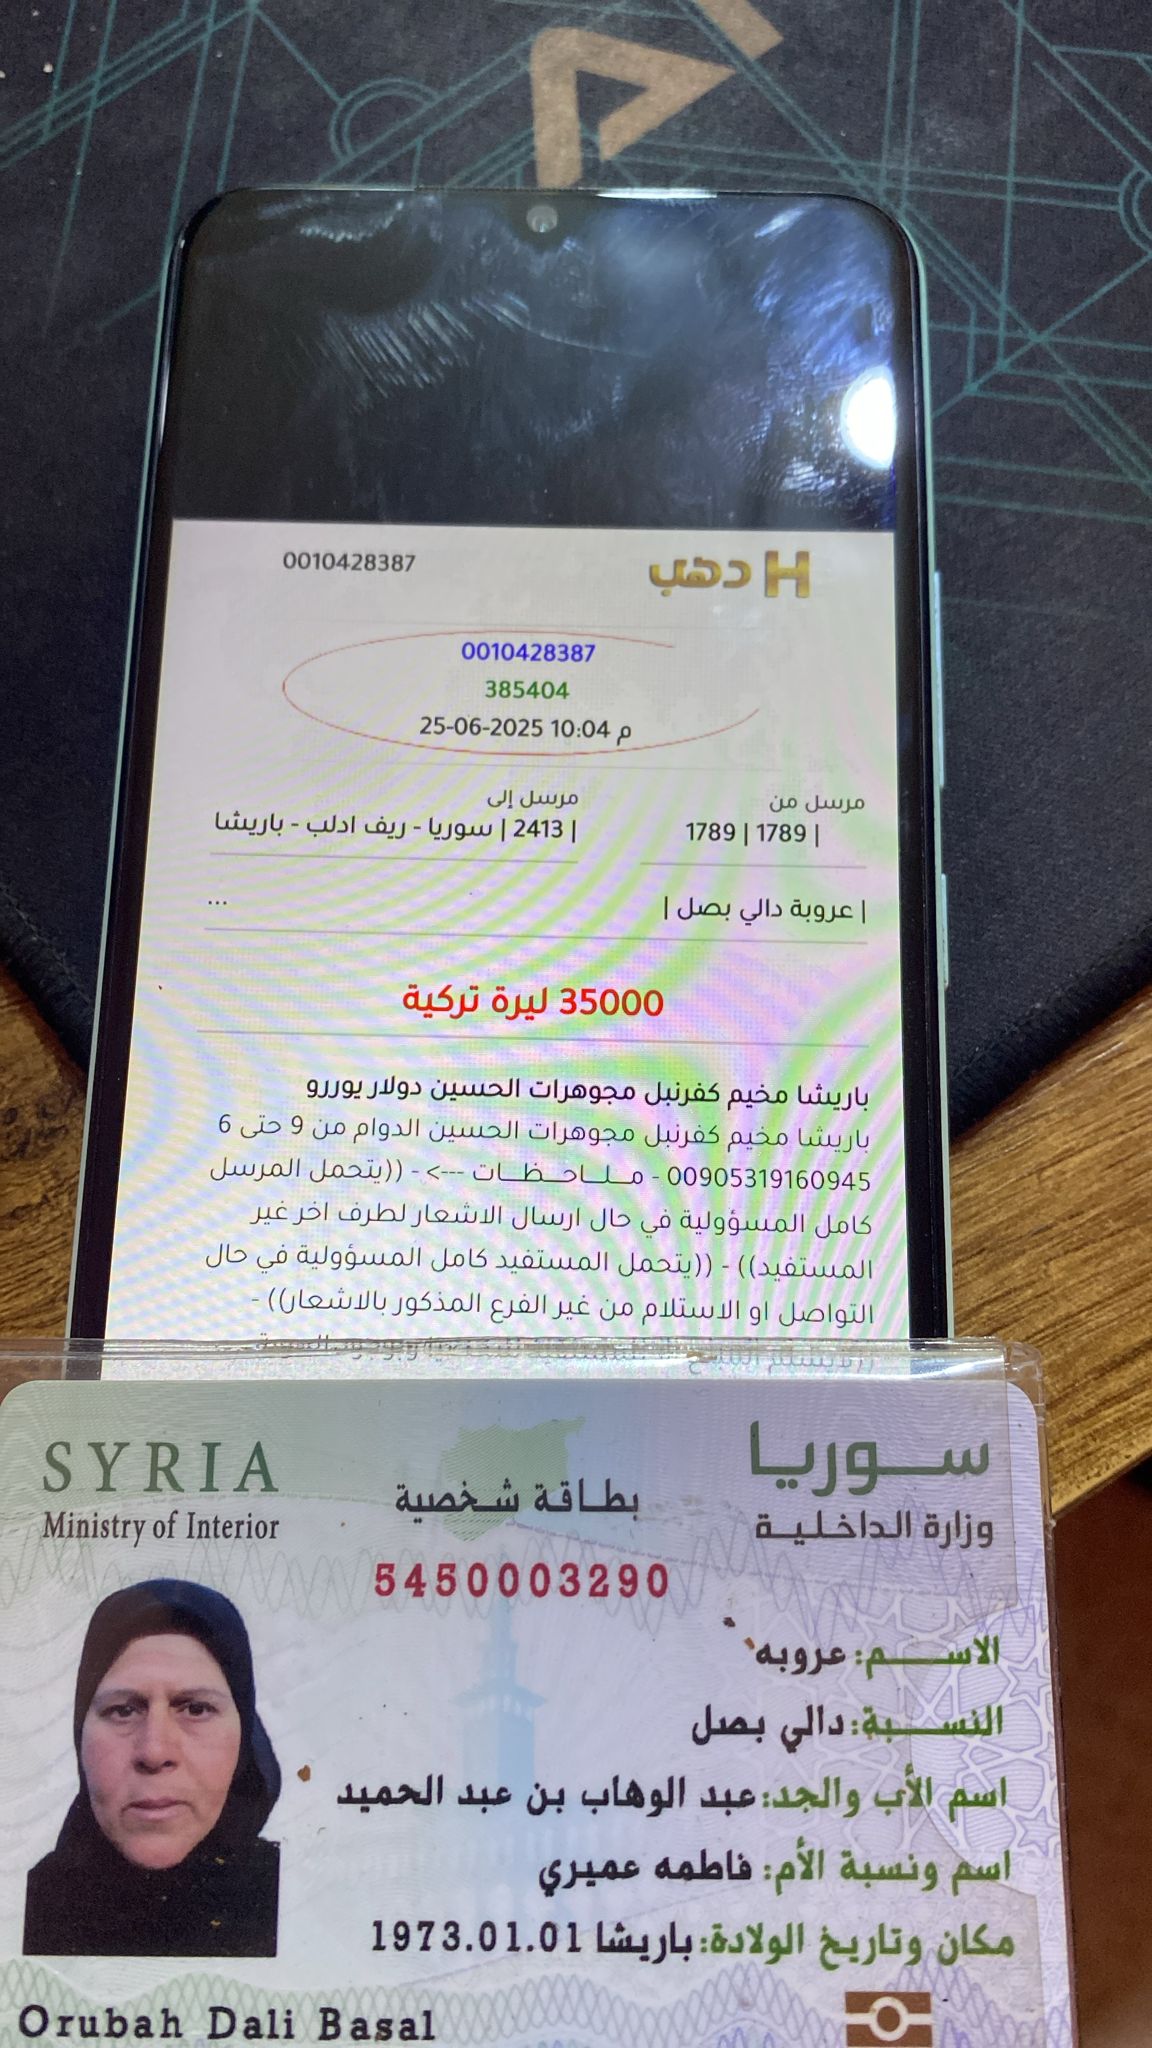 0010428387
دهب H
0010428387
385404
25-06-2025 10:04 م
مرسل من
| 1789 | 1789
مرسل إلى
| 2413 | سوريا - ريف ادلب - باريشا
| عروبة دالي بصل |
...
35000 ليرة تركية
باريشا مخيم كفرنبل مجوهرات الحسين دولار يوررو
باريشا مخيم كفرنبل مجوهرات الحسين الدوام من 9 حتى 6
00905319160945 - مـلـاحـظـات ---> - ((يتحمل المرسل
كامل المسؤولية في حال ارسال الاشعار لطرف اخر غير
المستفيد)) - ((يتحمل المستفيد كامل المسؤولية في حال
التواصل او الاستلام من غير الفرع المذكور بالاشعار)) -
SYRIA
Ministry of Interior
بطاقة شخصية
سوريا
وزارة الداخلية
5450003290
الاسم: عروبه
النسبة: دالي بصل
اسم الأب والجد: عبد الوهاب بن عبد الحميد
اسم ونسبة الأم: فاطمه عميري
مكان وتاريخ الولادة: باريشا 1973.01.01
Orubah Dali Basal